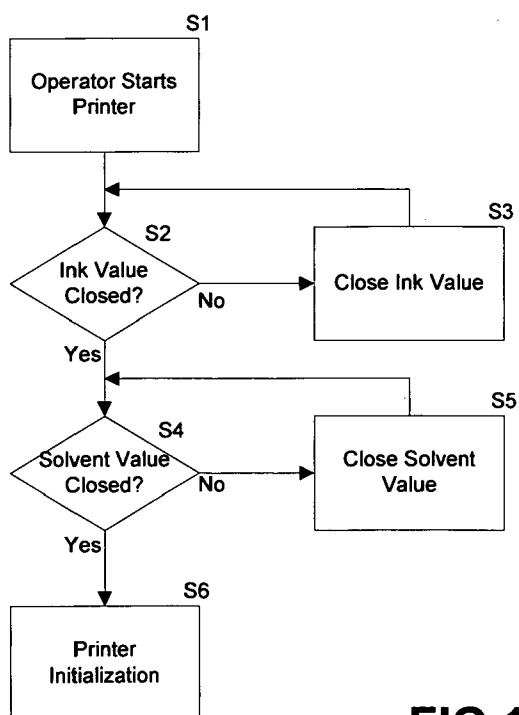 S1
Operator Starts
Printer
S2
Ink Value
Closed?
No
Yes
S3
Close Ink Value
S4
Solvent Value
Closed?
No
Yes
S5
Close Solvent
Value
S6
Printer
Initialization